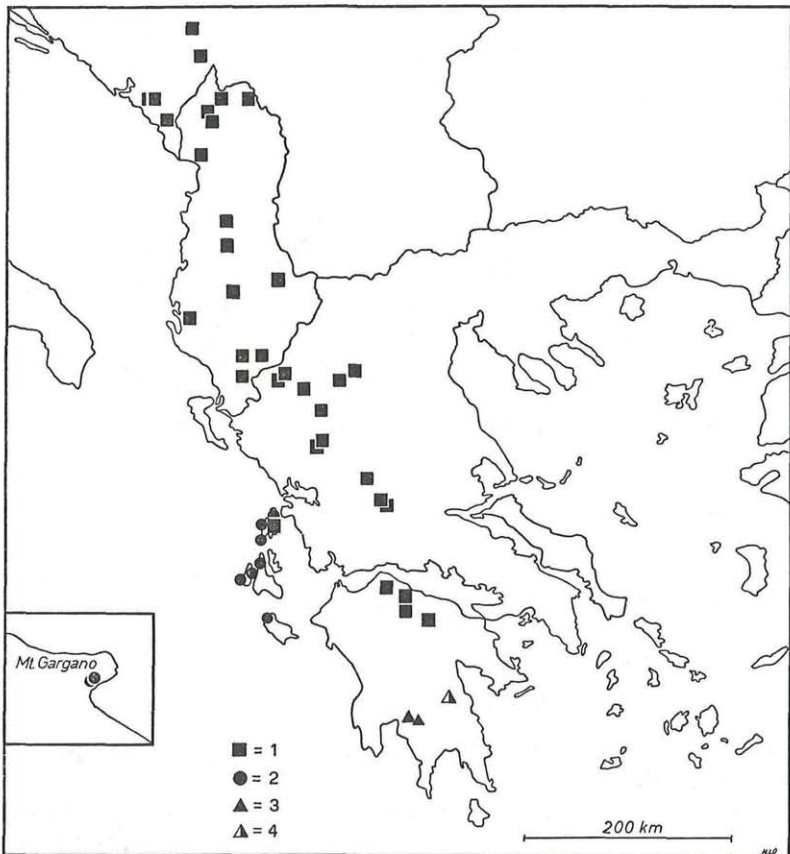 Mt. Gargano
= 1
= 2
= 3
= 4
200 km